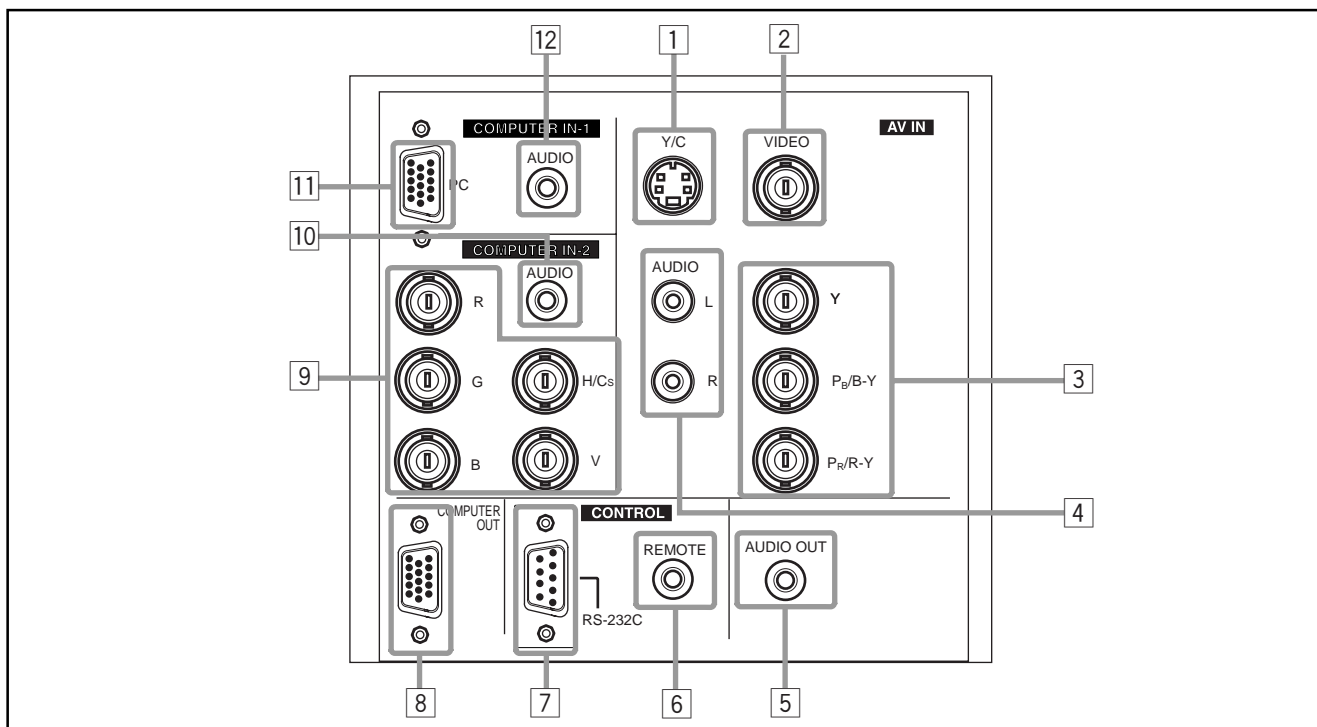 12 1 2
COMPUTER IN-1
AV IN
AUDIO
Y/C
VIDEO
11
PC
10
COMPUTER IN-2
AUDIO
AUDIO
R
L
Y
9
G
H/CS
R
PB/B-Y
3
B
V
PR/R-Y
4
COMPUTER
OUT
CONTROL
REMOTE
AUDIO OUT
RS-232C
8 7 6 5